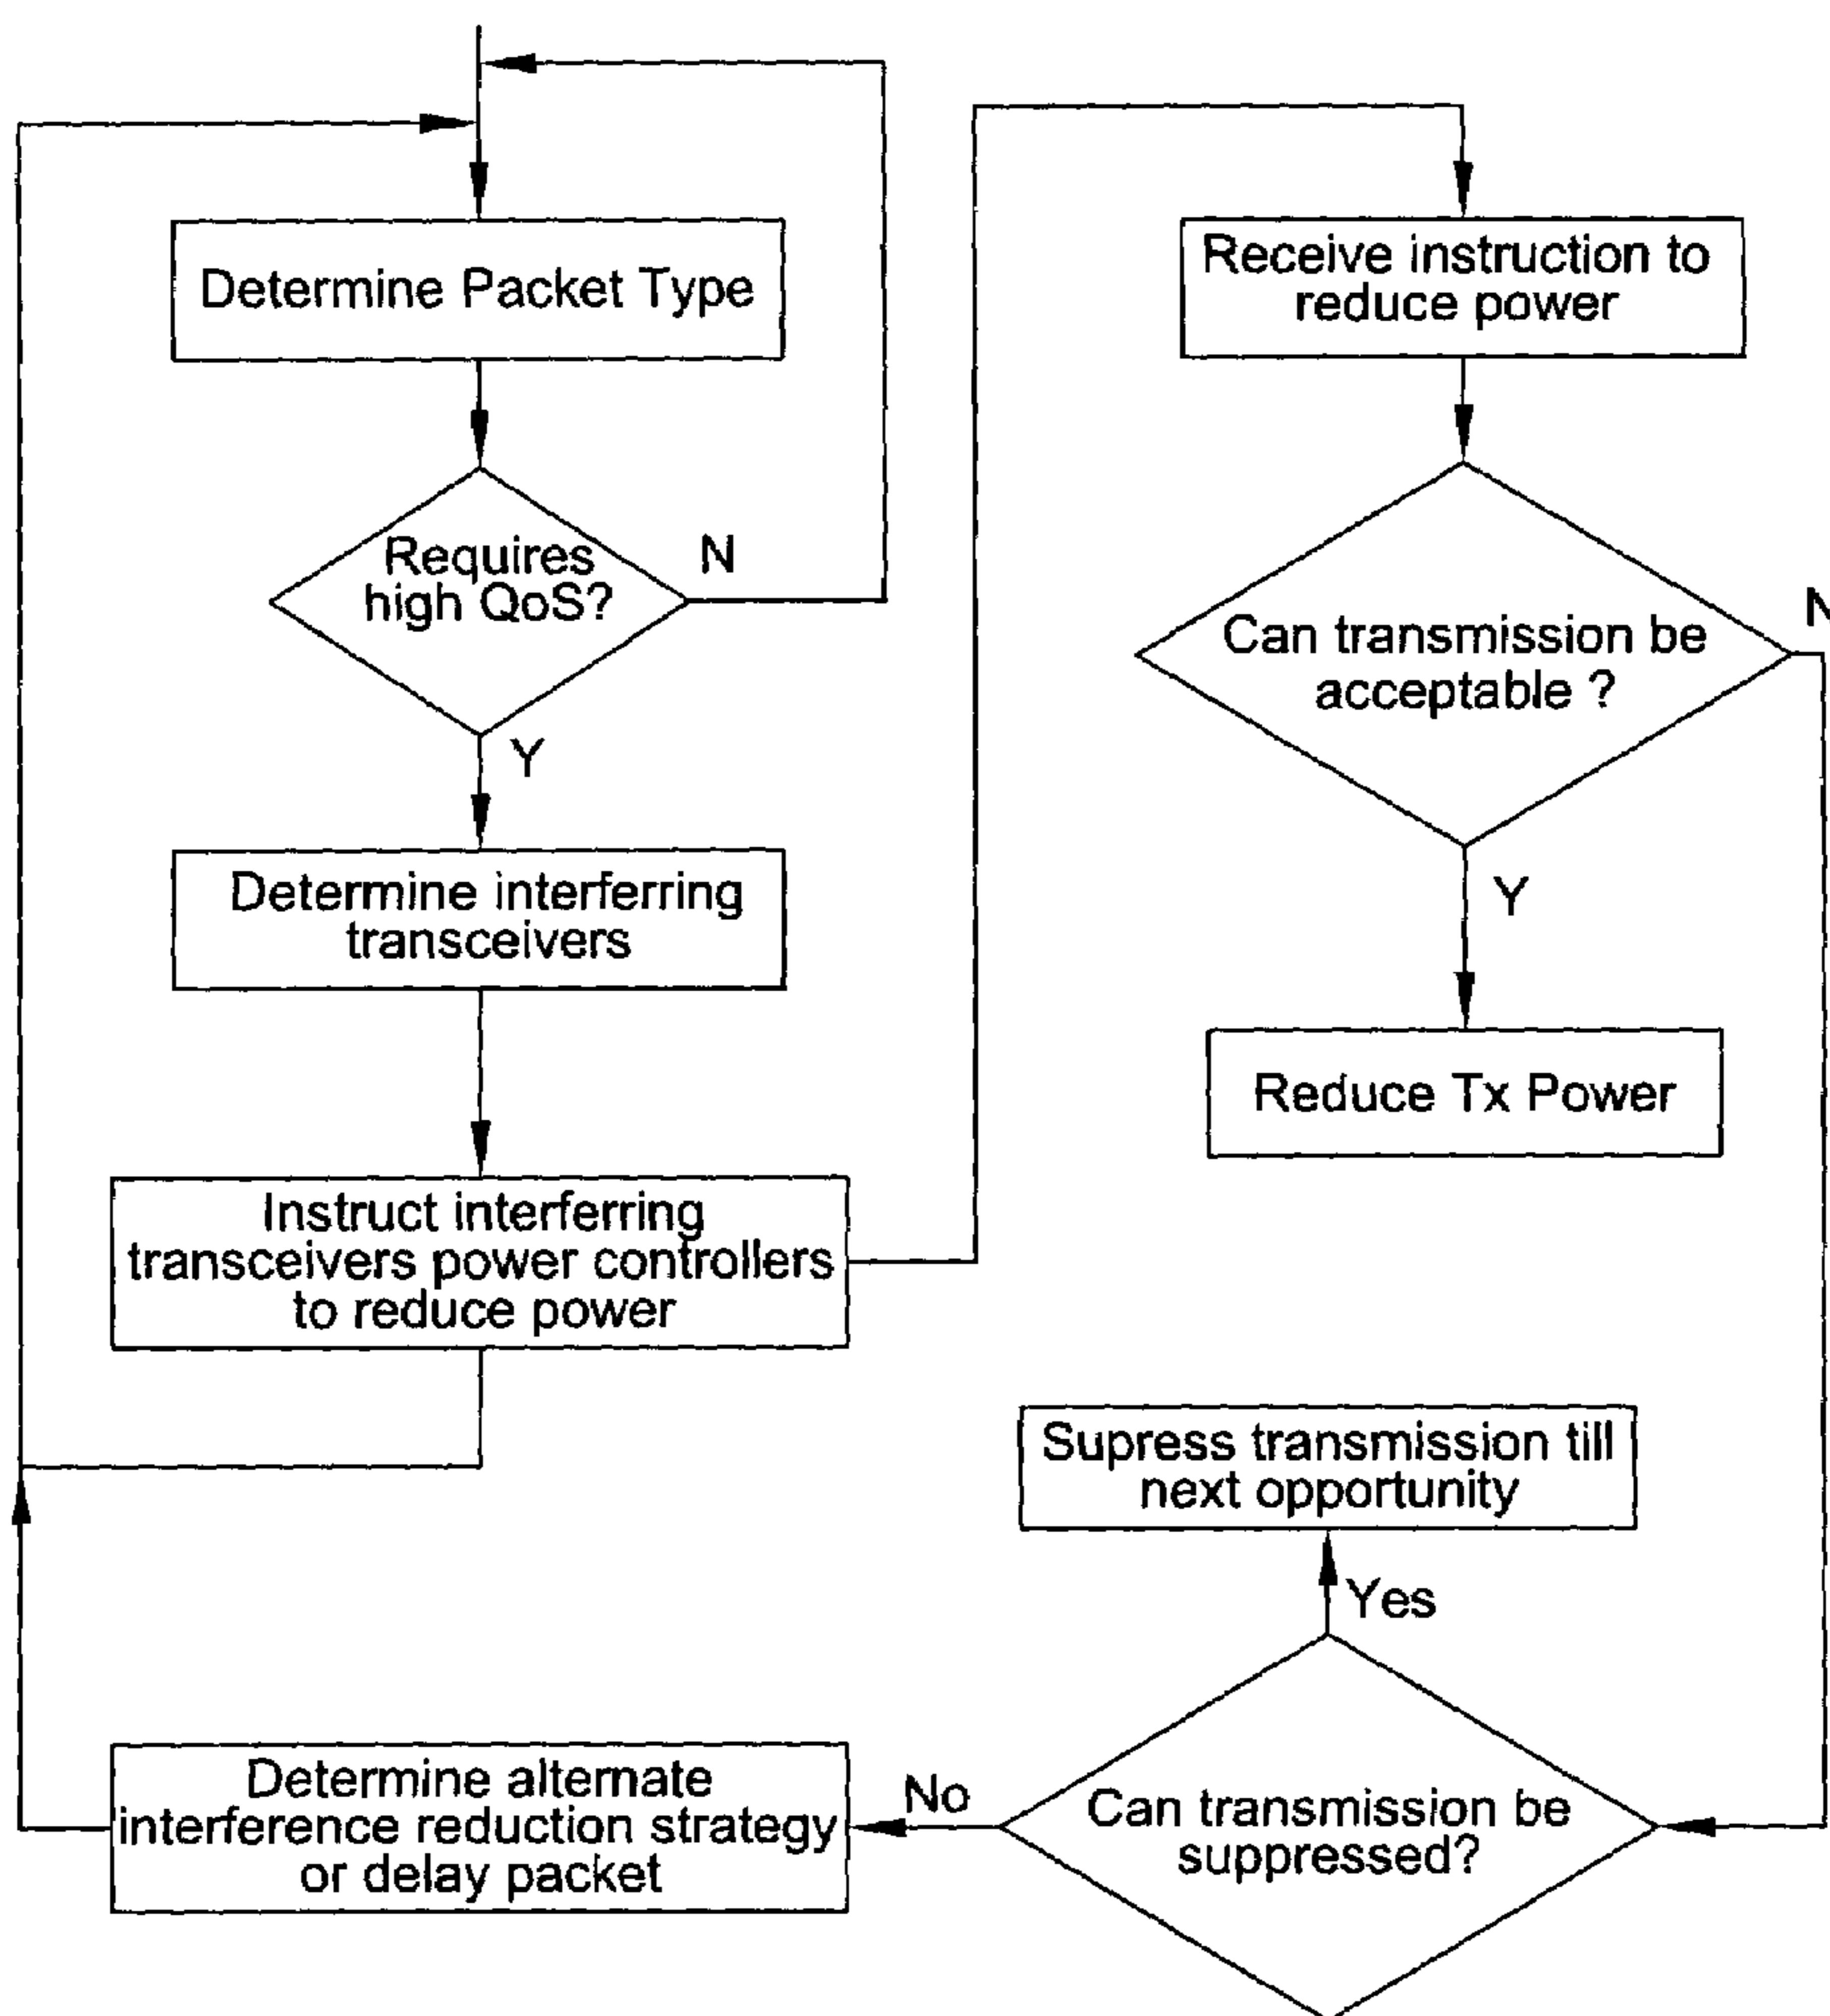 Determine Packet Type
Requires
high QoS?
N
Y
Determine interferring
transceivers
Instruct interferring
transceivers power controllers
to reduce power
Receive instruction to
reduce power
Can transmission be
acceptable ?
N
Y
Reduce Tx Power
Supress transmission till
next opportunity
Yes
Can transmission be
suppressed?
No
Determine alternate
interference reduction strategy
or delay packet